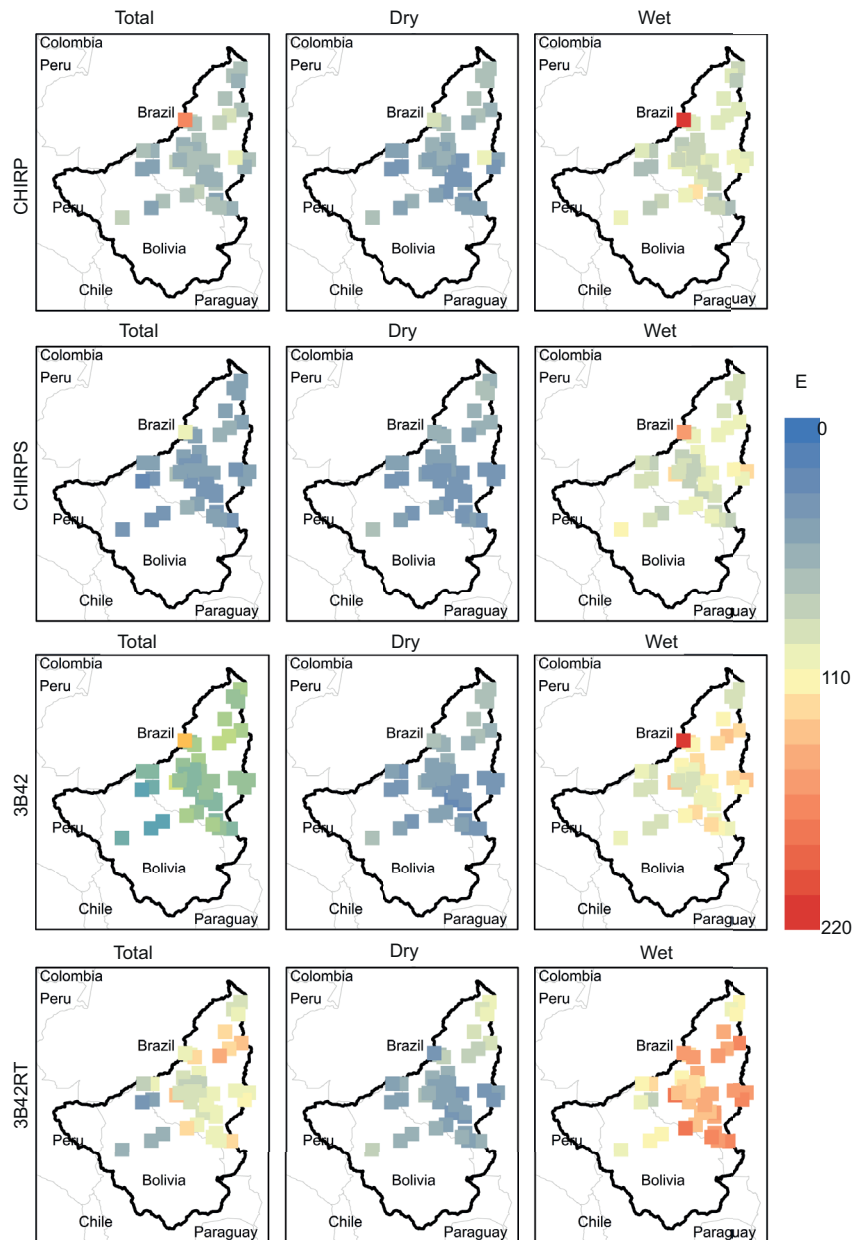 Total Dry Wet
Colombia Colombia Colombia
Peru Peru Peru
Brazil Brazil Brazil
CHIRP
Peru Peru Peru
Bolivia Bolivia Bolivia
Chile Chile Chile
Paraguay Paraguay Paraguay
Total Dry Wet
Colombia Colombia Colombia
Peru Peru Peru
E
Brazil Brazil Brazil
0
CHIRPS
Peru Peru Peru
Bolivia Bolivia Bolivia
Chile Chile Chile
Paraguay Paraguay Paraguay
Total Dry Wet
Colombia Colombia Colombia
110
Peru Peru Peru
Brazil Brazil Brazil
3B42
Peru Peru Peru
Bolivia Bolivia Bolivia
Chile Chile Chile
Paraguay Paraguay Paraguay
220
Total Dry Wet
Colombia Colombia Colombia
Peru Peru Peru
Brazil Brazil Brazil
3B42RT
Peru Peru Peru
Bolivia Bolivia Bolivia
Chile Chile Chile
Paraguay Paraguay Paraguay